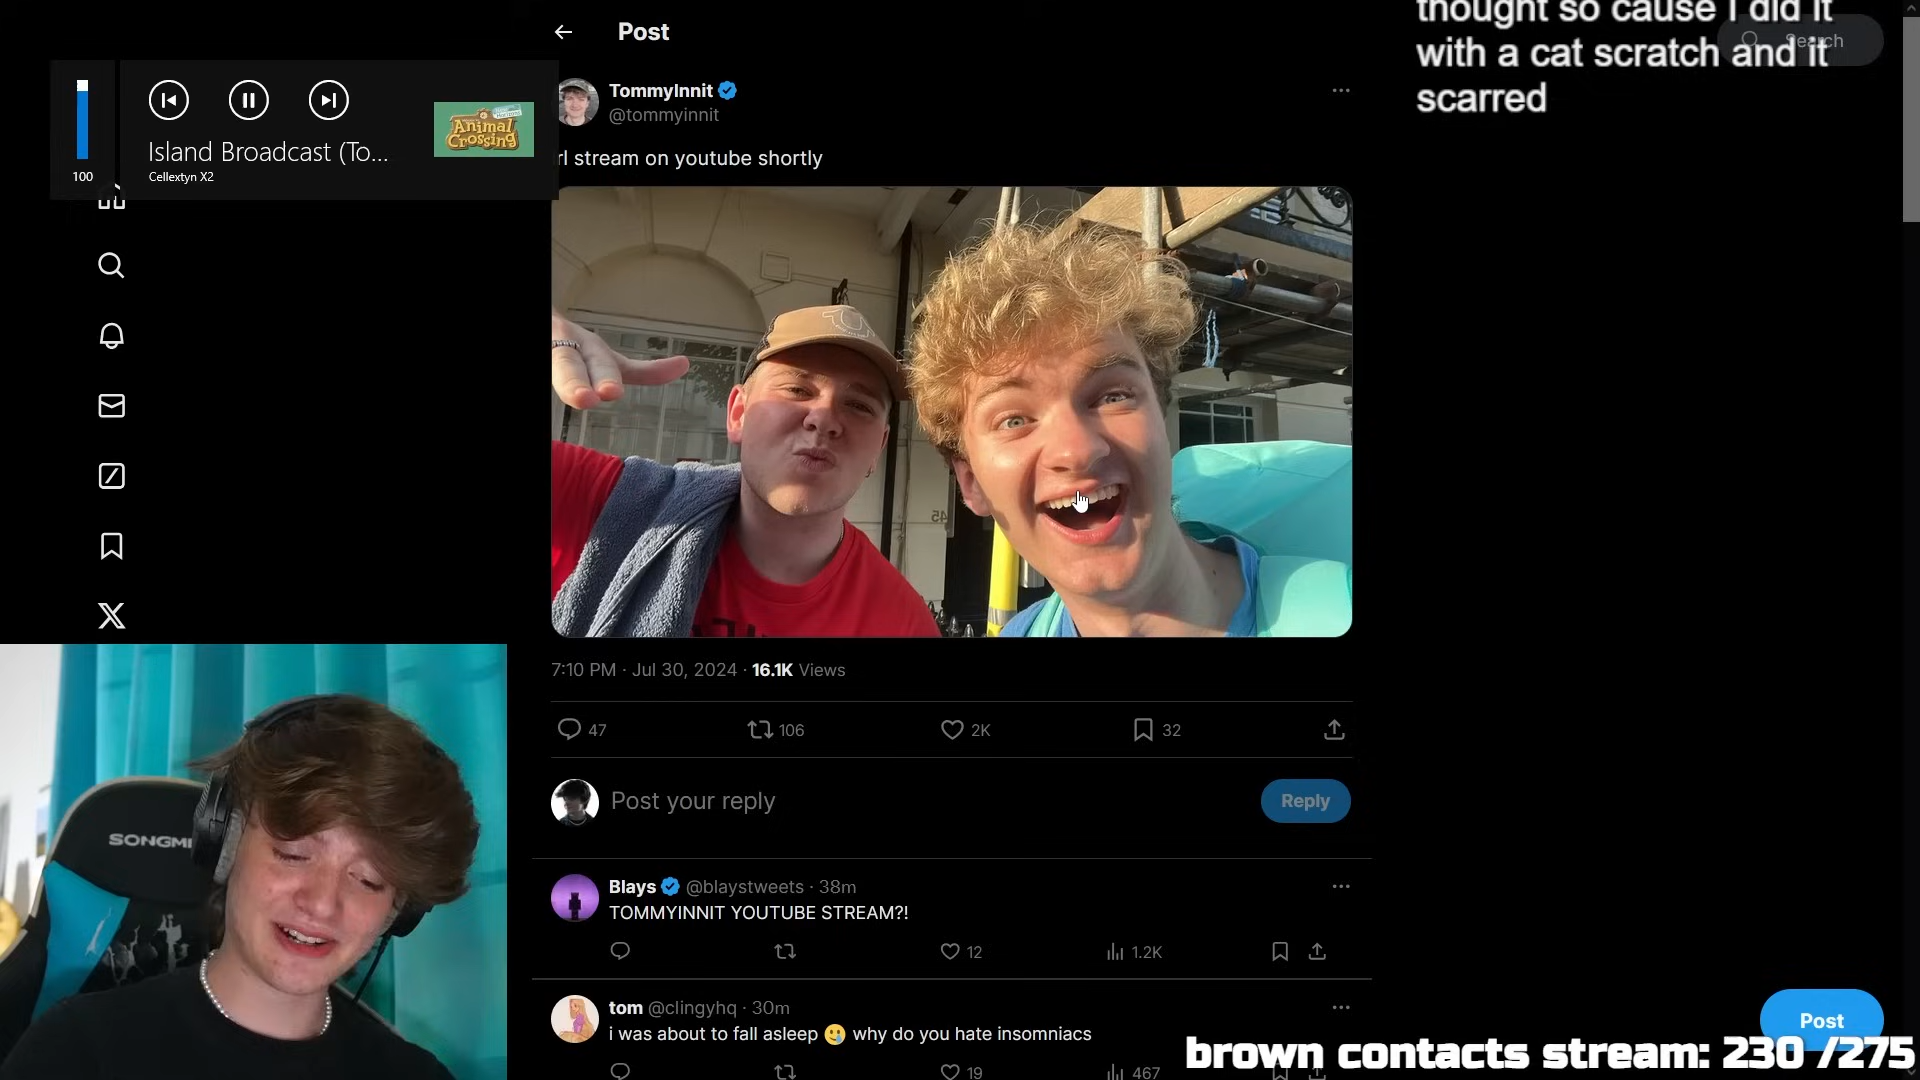 thought so cause I did it
with a cat scratch and it
scarred
Search
Post
TommyInnit
@tommyinnit
rl stream on youtube shortly
Island Broadcast (To...
Cellextyn X2
100
Animal
Crossing
45
7:10 PM · Jul 30, 2024 · 16.1K Views
47
106
2K
32
Post your reply
Reply
SONGMI
Blays @blaystweets · 38m
TOMMYINNIT YOUTUBE STREAM?!
12
1.2K
tom @clingyhq · 30m
i was about to fall asleep 🥲 why do you hate insomniacs
19
467
Post
brown contacts stream: 230 /275